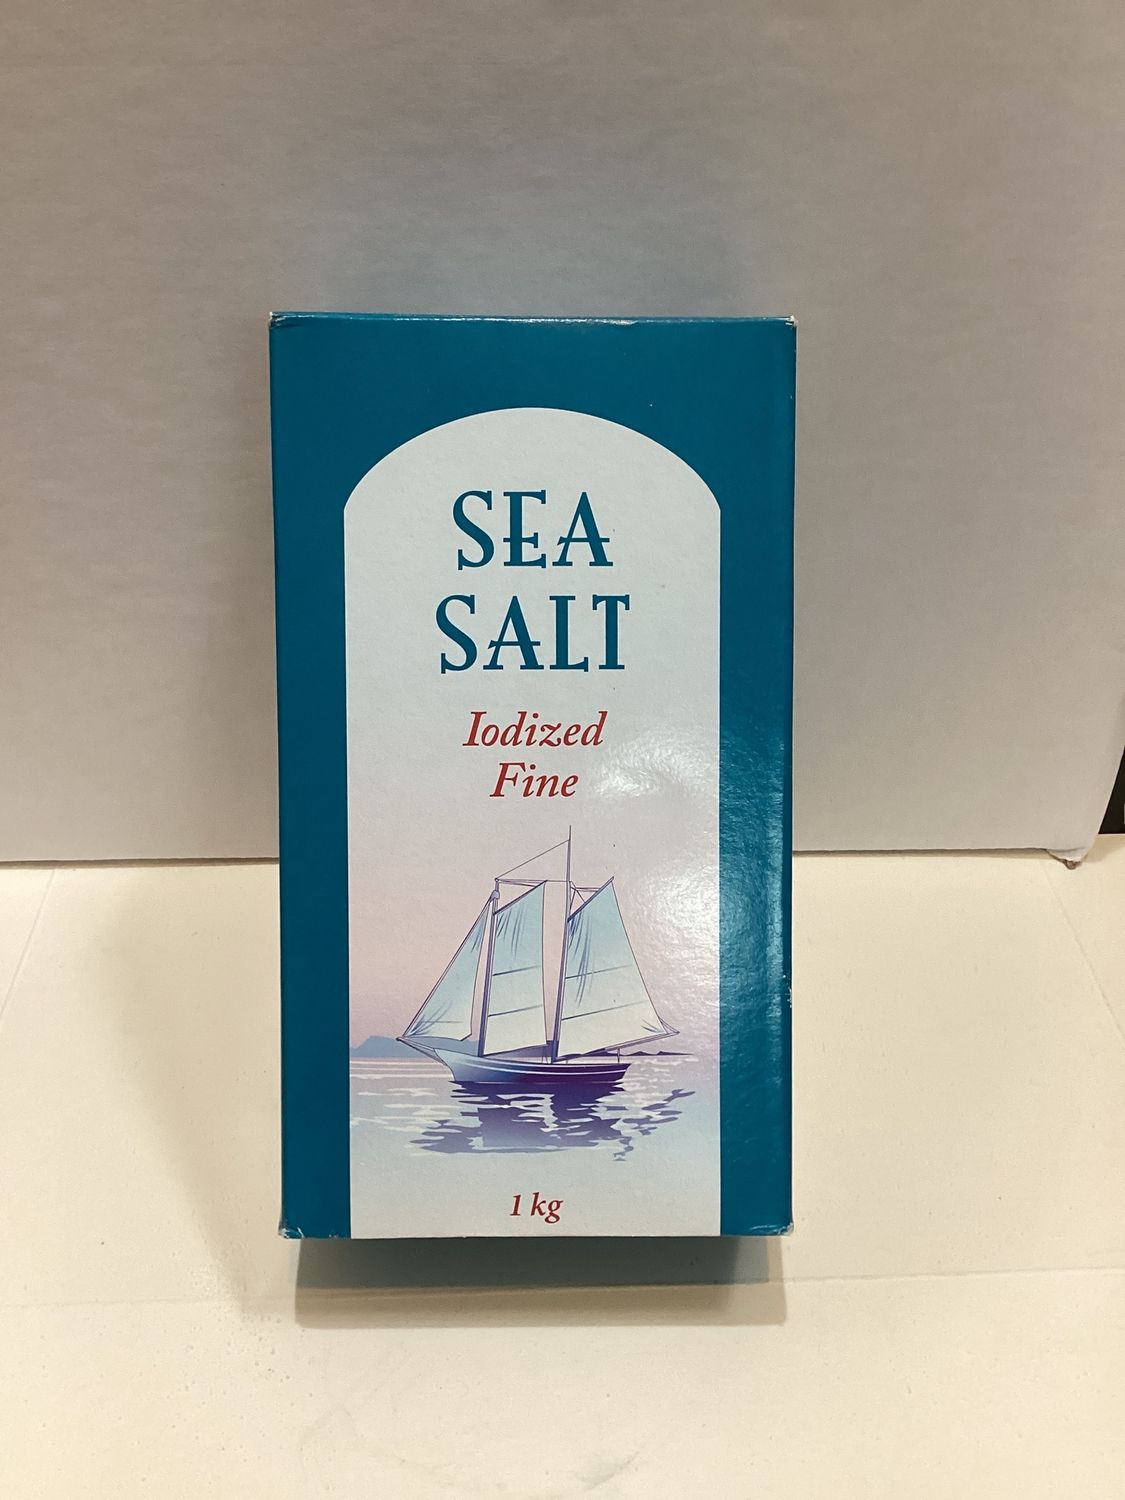 SEA
SALT
Iodized
Fine
1 kg